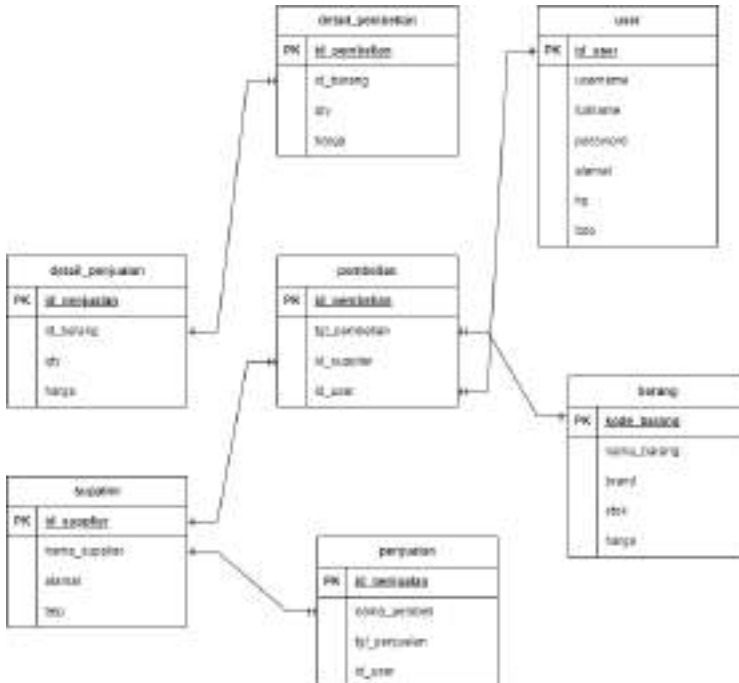 detail_pembelian
PK id_pembelian
id_barang
qty
harga
user
PK id_user
username
fullname
password
alamat
hp
detail_penjualan
PK id_penjualan
id_barang
qty
harga
pembelian
PK id_pembelian
tgl_pembelian
id_supplier
id_user
barang
PK kode_barang
nama_barang
brand
stok
harga
supplier
PK id_supplier
nama_supplier
alamat
penjualan
PK id_penjualan
nama_pembeli
tgl_penjualan
id_user